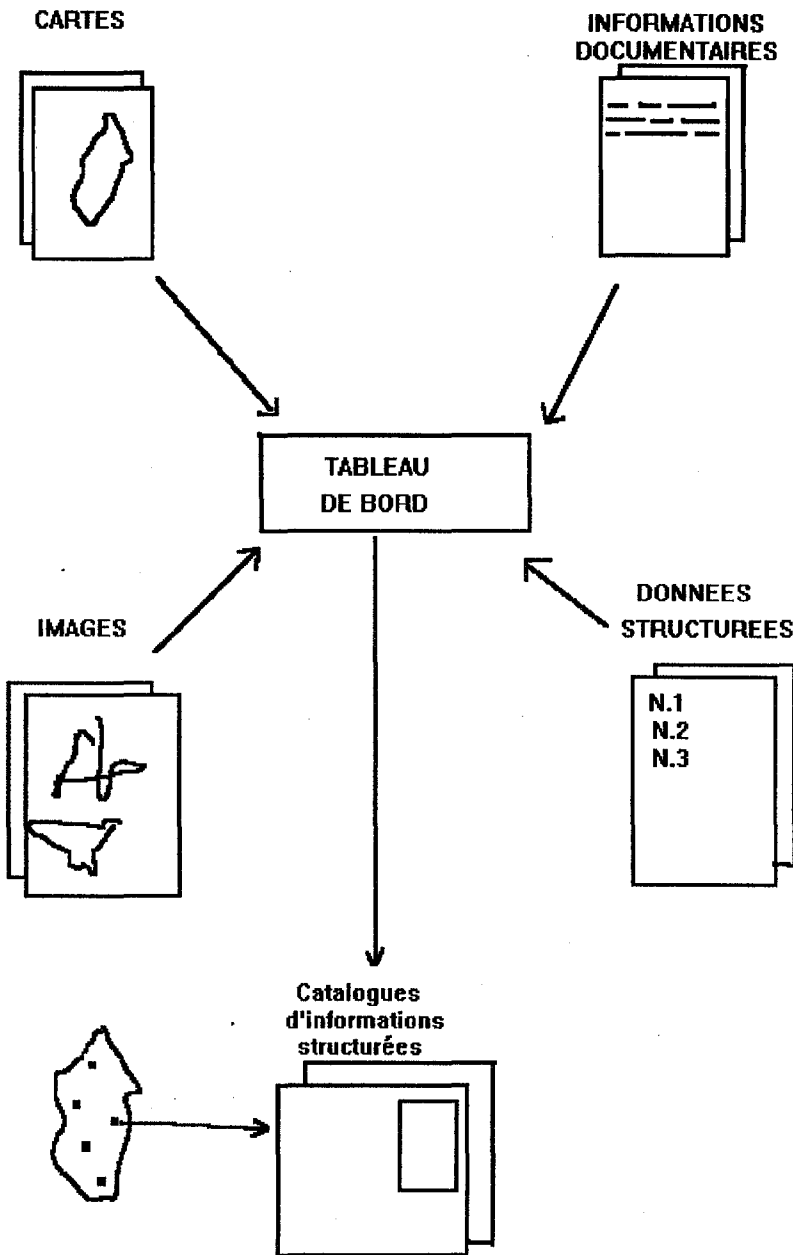 CARTES
INFORMATIONS
DOCUMENTAIRES
TABLEAU
DE BORD
IMAGES
DONNEES
STRUCTUREES
N.1
N.2
N.3
Catalogues
d'informations
structurées